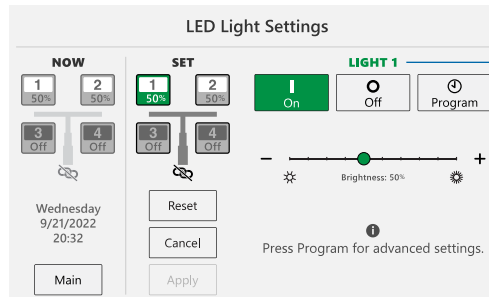 LED Light Settings
NOW
1
50%
2
50%
3
Off
4
Off
Wednesday
9/21/2022
20:32
Main
SET
1
50%
2
50%
3
Off
4
Off
Reset
Cancel
Apply
LIGHT 1
On
Off
Program
− +
Brightness: 50%
Press Program for advanced settings.